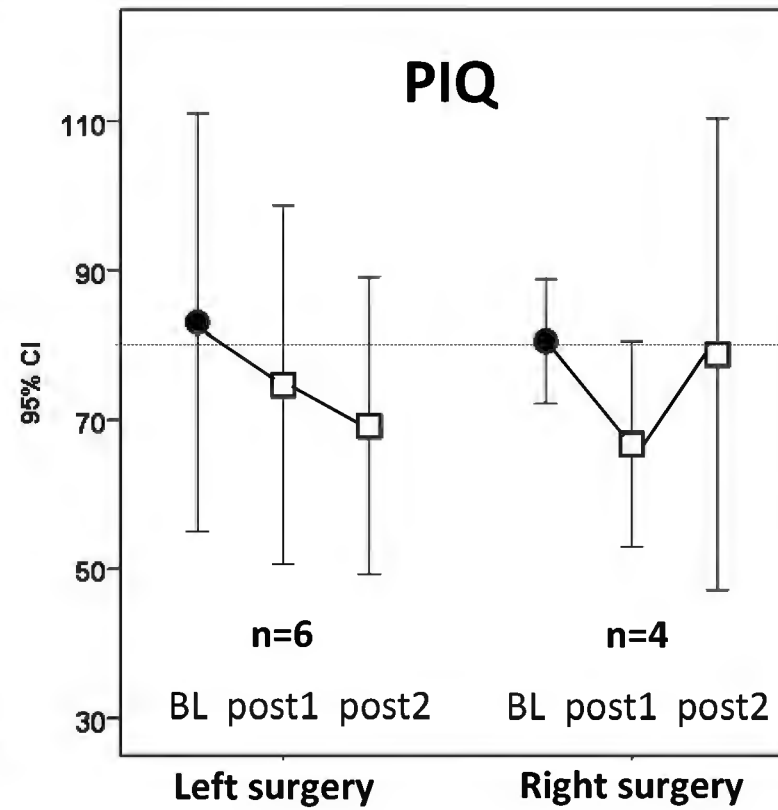 PIQ
110
90
70
50
30
95% CI
n=6
n=4
BL post1 post2
BL post1 post2
Left surgery
Right surgery